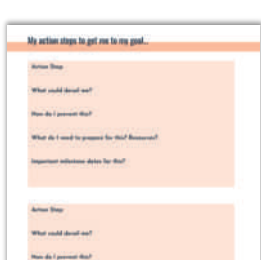 My action steps to get me to my goal...
Action Step:
What could derail me?
How do I prevent this?
What do I need to prepare for this? Resources?
Important milestone dates for this?
Action Step:
What could derail me?
How do I prevent this?